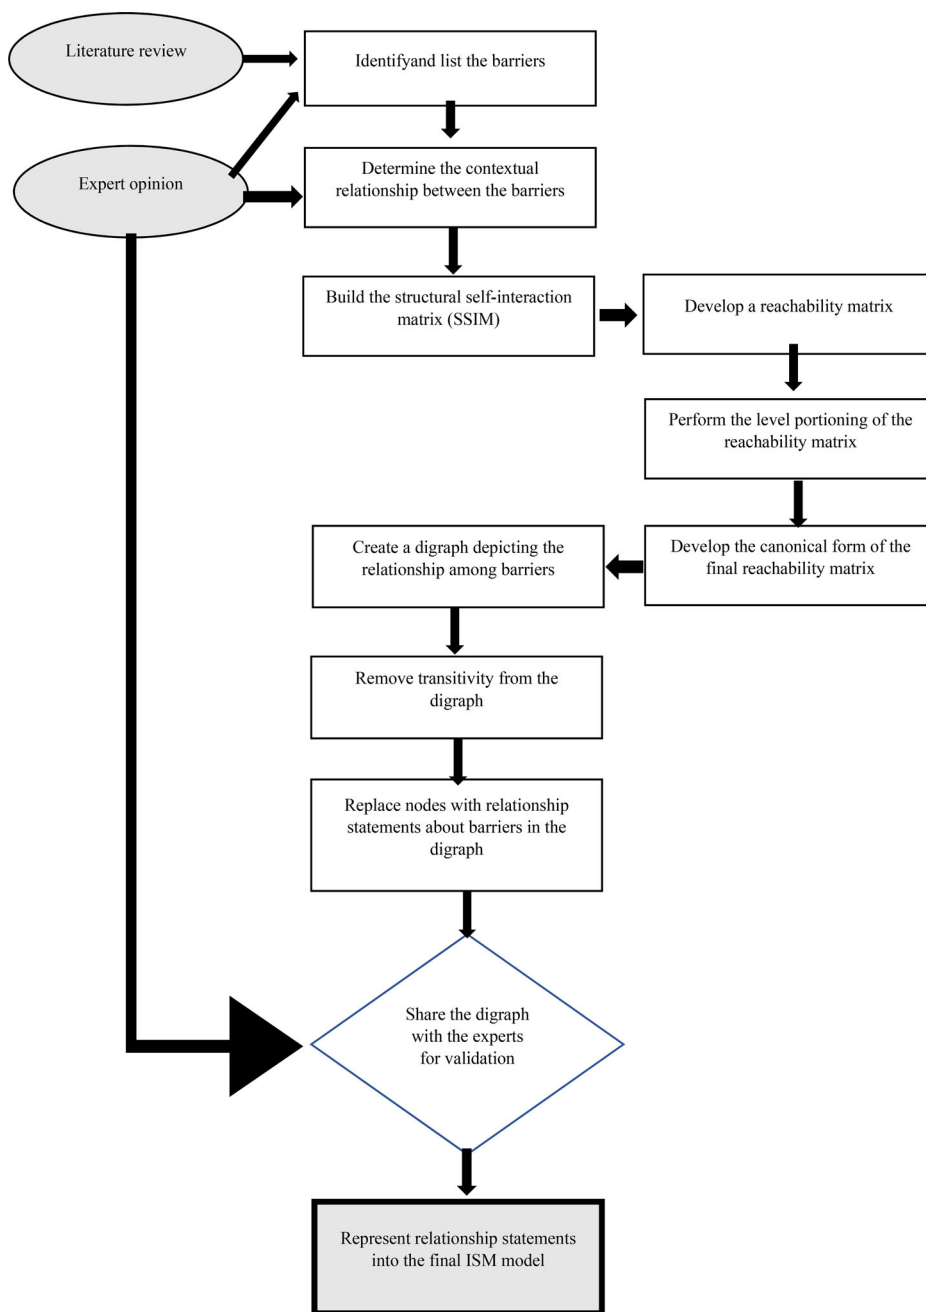 Literature review
Identifyand list the barriers
Expert opinion
Determine the contextual
relationship between the barriers
Build the structural self-interaction
matrix (SSIM)
Develop a reachability matrix
Perform the level portioning of the
reachability matrix
Develop the canonical form of the
final reachability matrix
Create a digraph depicting the
relationship among barriers
Remove transitivity from the
digraph
Replace nodes with relationship
statements about barriers in the
digraph
Share the digraph
with the experts
for validation
Represent relationship statements
into the final ISM model